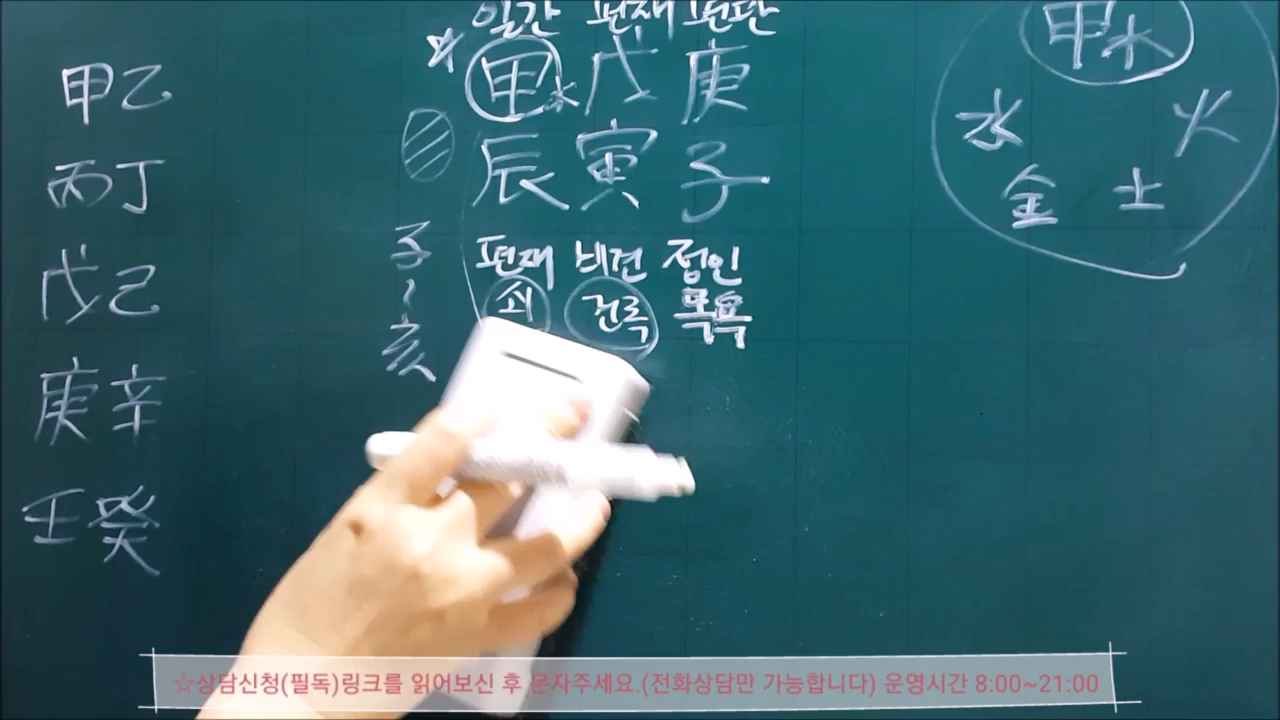 일간 편재 편관
甲木 戊 庚
辰 寅 子
편재 비견 정인
쇠 건록 목욕
甲乙
丙丁
戊己
庚辛
壬癸
子
~
亥
甲木
水 火
金 土
☆상담신청(필독)링크를 읽어보신 후 문자주세요.(전화상담만 가능합니다) 운영시간 8:00~21:00